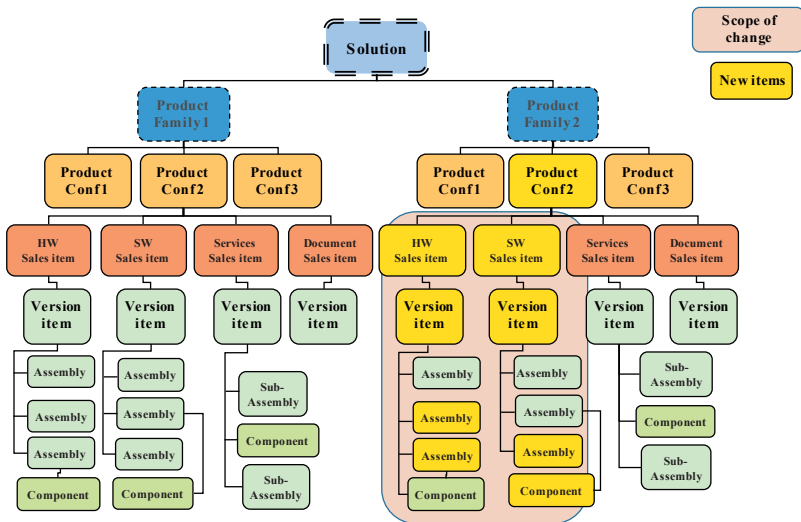 Solution
Scope of
change
New items
Product
Family1
Product
Family2
Product
Conf1
Product
Conf2
Product
Conf3
Product
Conf1
Product
Conf2
Product
Conf3
HW
Sales item
SW
Sales item
Services
Sales item
Document
Sales item
HW
Sales item
SW
Sales item
Services
Sales item
Document
Sales item
Version
item
Version
item
Version
item
Version
item
Version
item
Version
item
Version
item
Version
item
Assembly
Assembly
Assembly
Component
Assembly
Assembly
Assembly
Component
Sub-
Assembly
Component
Sub-
Assembly
Assembly
Assembly
Assembly
Component
Assembly
Assembly
Assembly
Component
Sub-
Assembly
Component
Sub-
Assembly